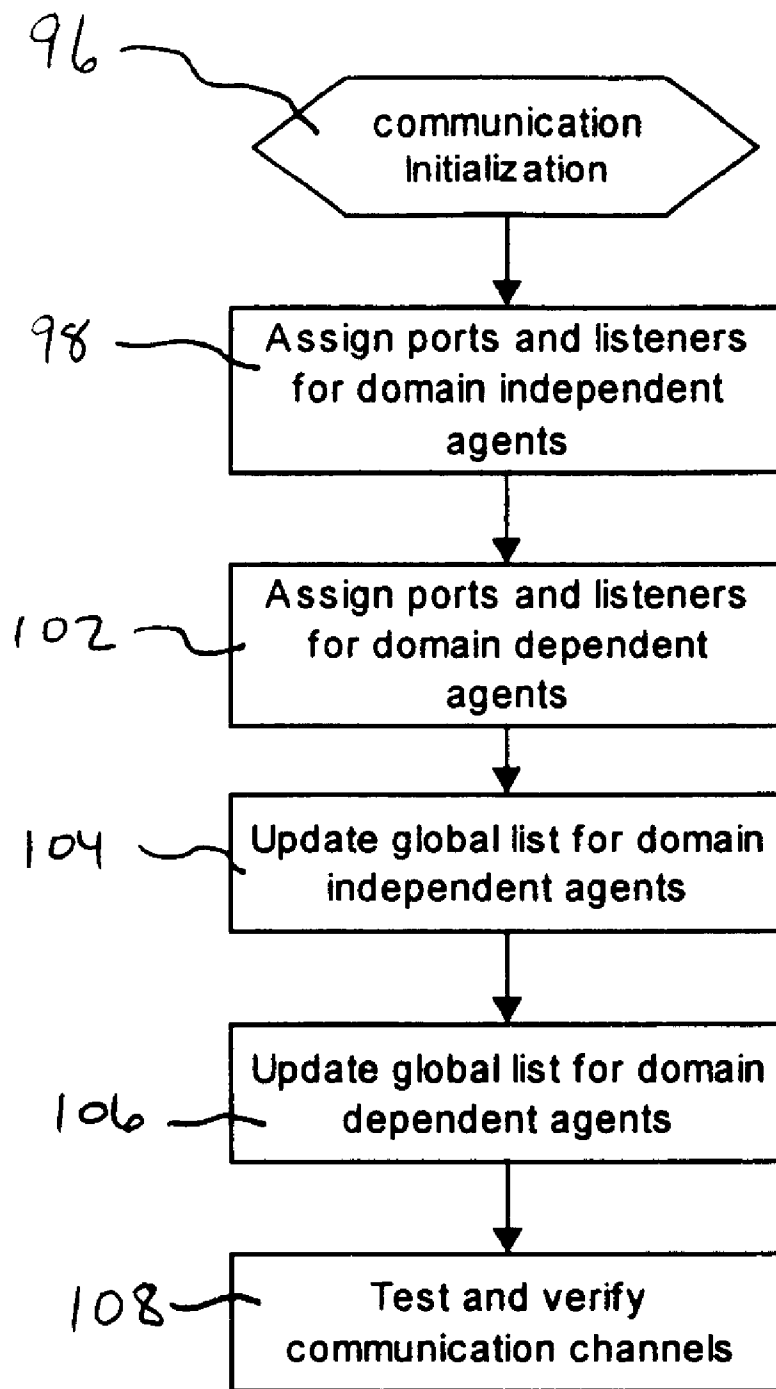 96
communication
Initialization
98
Assign ports and listeners
for domain independent
agents
102
Assign ports and listeners
for domain dependent
agents
104
Update global list for domain
independent agents
106
Update global list for domain
dependent agents
108
Test and verify
communication channels